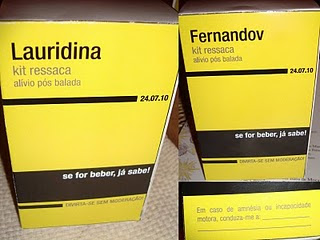 Lauridina
kit ressaca
alívio pós balada
24.07.10
se for beber, já sabe!
DIVIRTA-SE SEM MODERAÇÃO!
Fernandov
kit ressaca
alívio pós balada
24.07.10
se for beber, já sabe!
DIVIRTA-SE SEM MODERAÇÃO!
Em caso de amnésia ou incapacidade
motora, conduza-me a